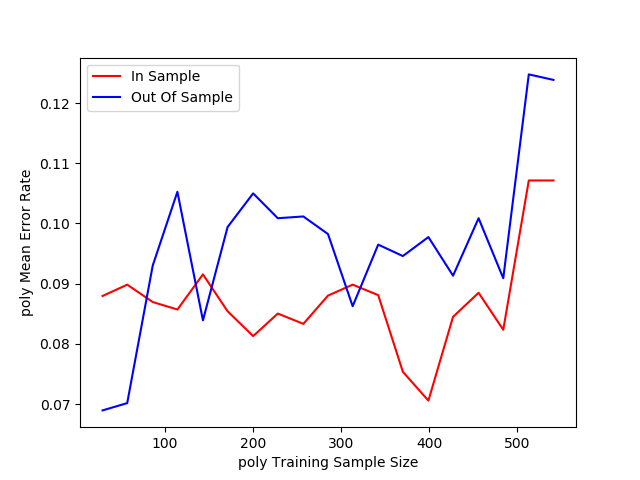 In Sample
Out Of Sample
0.12
0.11
0.10
0.09
0.08
0.07
poly Mean Error Rate
100 200 300 400 500
poly Training Sample Size